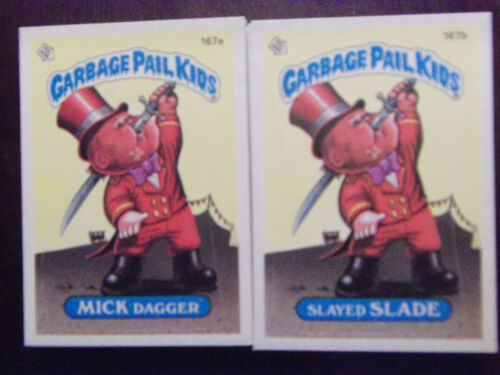 167a
GARBAGE PAIL KIDS
MICK DAGGER
167b
GARBAGE PAIL KIDS
SLAYED SLADE